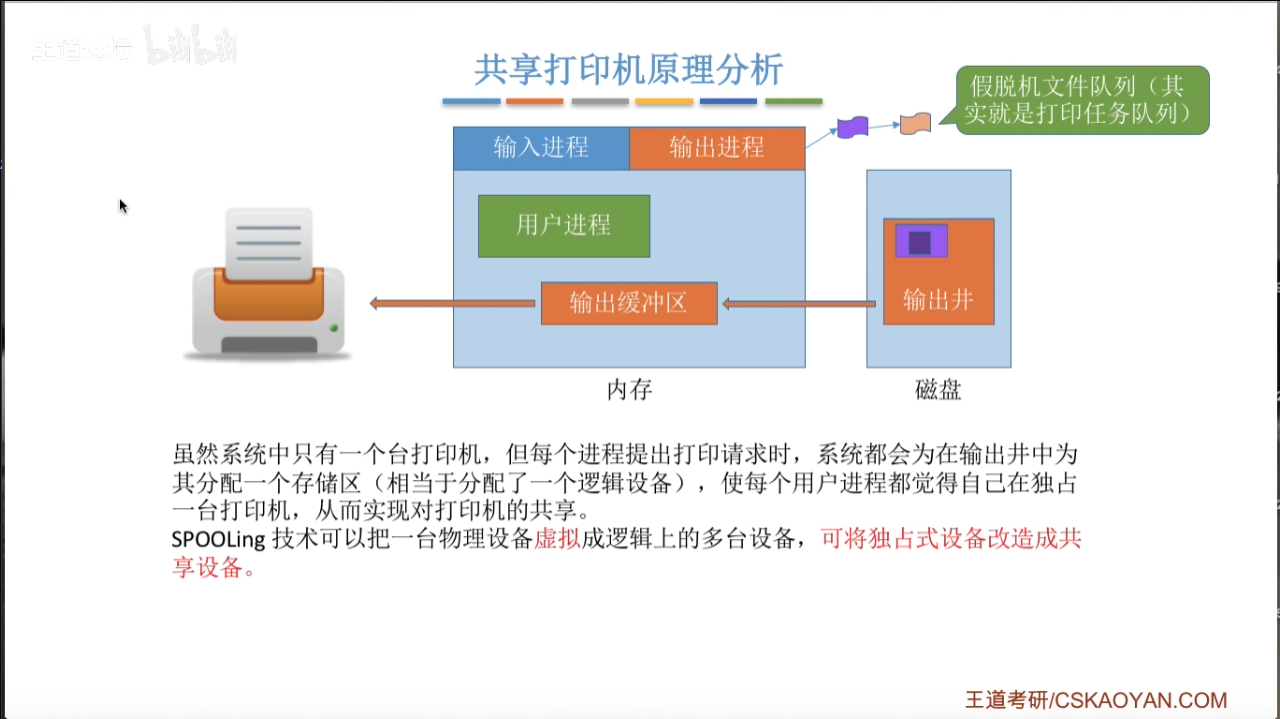 王道论坛 bilibili
共享打印机原理分析
假脱机文件队列（其
实就是打印任务队列）
输入进程
输出进程
用户进程
输出缓冲区
输出井
内存
磁盘
虽然系统中只有一个台打印机，但每个进程提出打印请求时，系统都会为在输出井中为
其分配一个存储区（相当于分配了一个逻辑设备），使每个用户进程都觉得自己在独占
一台打印机，从而实现对打印机的共享。
SPOOLing 技术可以把一台物理设备虚拟成逻辑上的多台设备，可将独占式设备改造成共
享设备。
王道考研/CSKAOYAN.COM